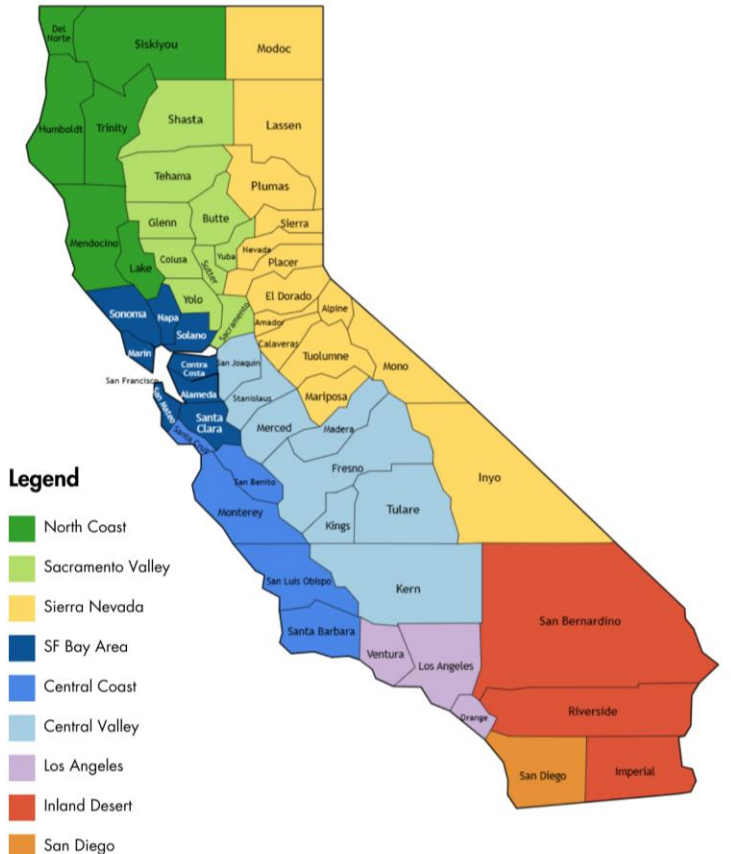 Del
Norte
Siskiyou
Modoc
Humboldt
Trinity
Shasta
Lassen
Tehama
Plumas
Mendocino
Glenn
Butte
Sierra
Lake
Colusa
Sutter
Yuba
Nevada
Placer
Yolo
El Dorado
Sonoma
Napa
Solano
Sacramento
Amador
Alpine
Calaveras
Marin
Contra
Costa
San Joaquin
Tuolumne
Mono
San Francisco
Alameda
Stanislaus
Mariposa
San Mateo
Santa
Clara
Santa Cruz
Merced
Madera
Fresno
Inyo
San Benito
Monterey
Kings
Tulare
San Luis Obispo
Kern
San Bernardino
Santa Barbara
Ventura
Los Angeles
Orange
Riverside
San Diego
Imperial
Legend
North Coast
Sacramento Valley
Sierra Nevada
SF Bay Area
Central Coast
Central Valley
Los Angeles
Inland Desert
San Diego